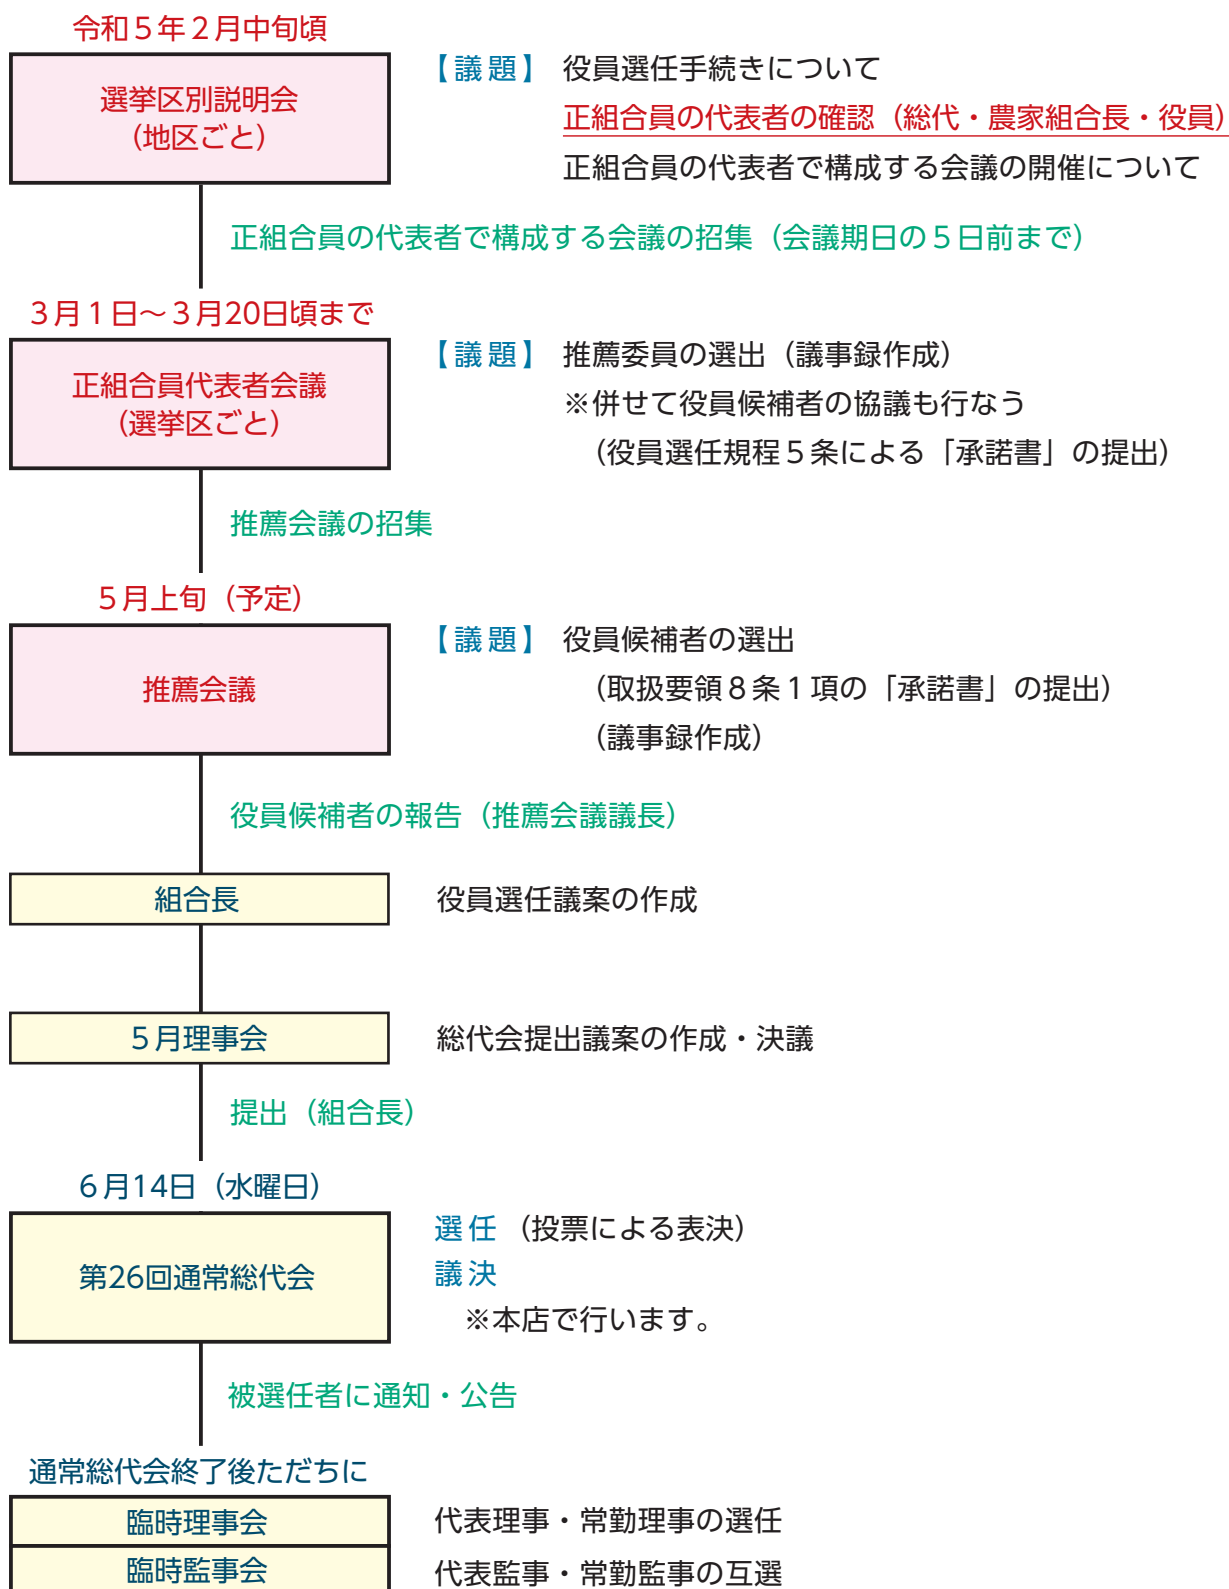 令和５年２月中旬頃
選挙区別説明会
（地区ごと）
【議題】 役員選任手続きについて
正組合員の代表者の確認（総代・農家組合長・役員）
正組合員の代表者で構成する会議の開催について
正組合員の代表者で構成する会議の招集（会議期日の５日前まで）
３月１日～３月20日頃まで
正組合員代表者会議
（選挙区ごと）
【議題】 推薦委員の選出（議事録作成）
※併せて役員候補者の協議も行なう
（役員選任規程５条による「承諾書」の提出）
推薦会議の招集
５月上旬（予定）
推薦会議
【議題】 役員候補者の選出
（取扱要領８条１項の「承諾書」の提出）
（議事録作成）
役員候補者の報告（推薦会議議長）
組合長
役員選任議案の作成
５月理事会
総代会提出議案の作成・決議
提出（組合長）
６月14日（水曜日）
第26回通常総代会
選任（投票による表決）
議決
※本店で行います。
被選任者に通知・公告
通常総代会終了後ただちに
臨時理事会
代表理事・常勤理事の選任
臨時監事会
代表監事・常勤監事の互選